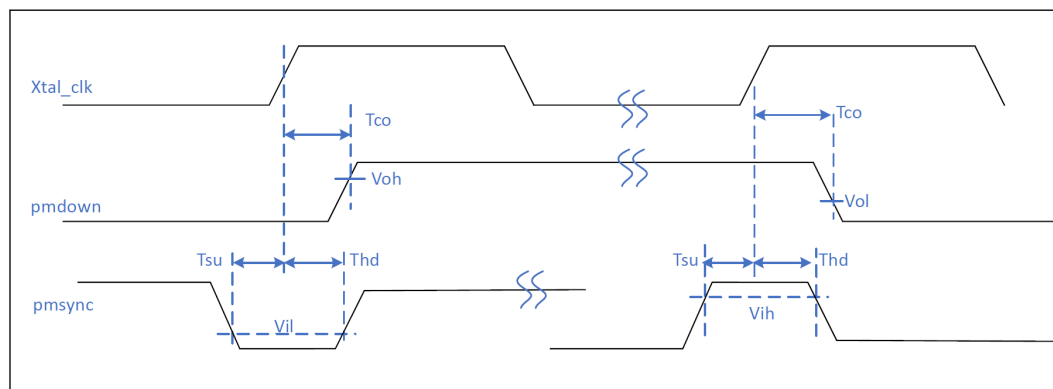 Xtal_clk
Tco
Tco
Voh
pmdown
Vol
Tsu
Thd
Tsu
Thd
pmsync
Vil
Vih